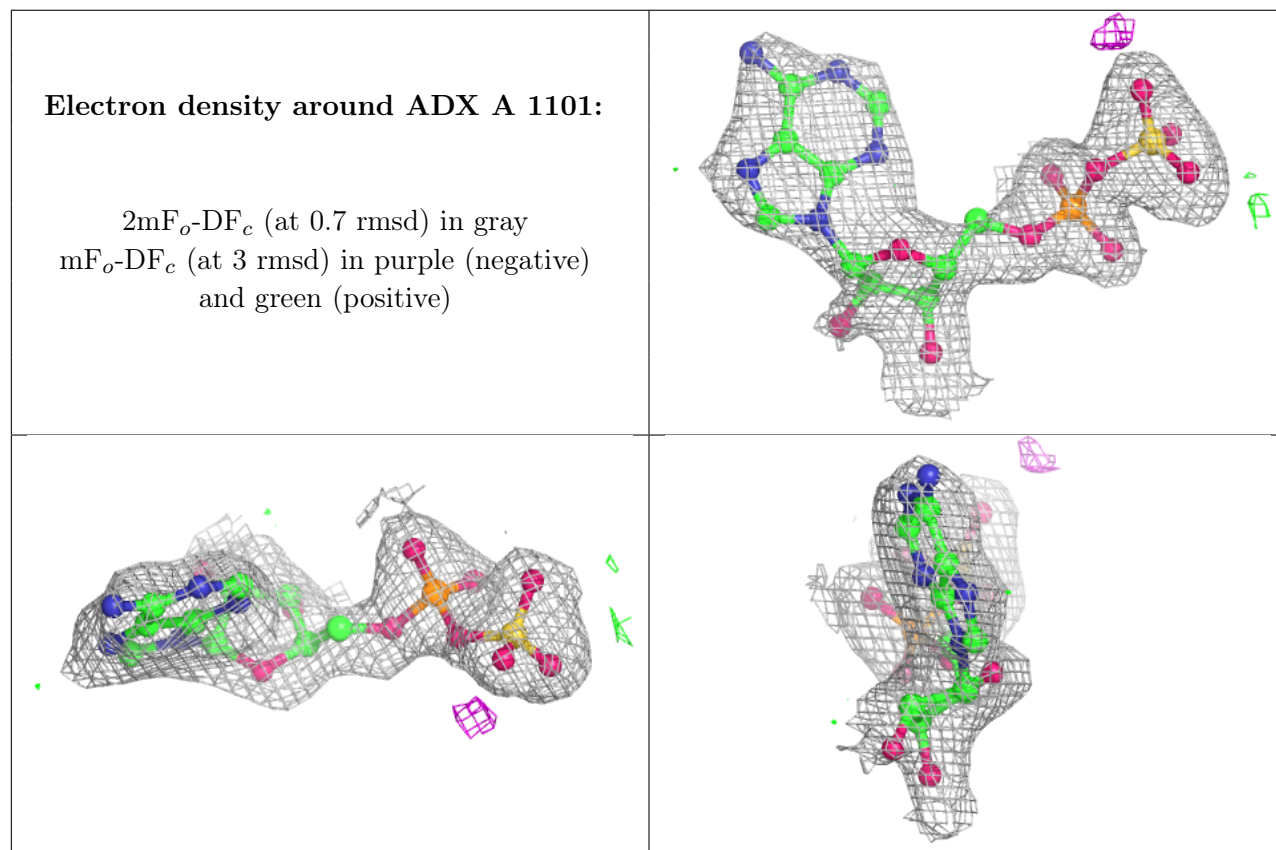 Electron density around ADX A 1101:
2mFₒ-DF𝒸 (at 0.7 rmsd) in gray
mFₒ-DF𝒸 (at 3 rmsd) in purple (negative)
and green (positive)